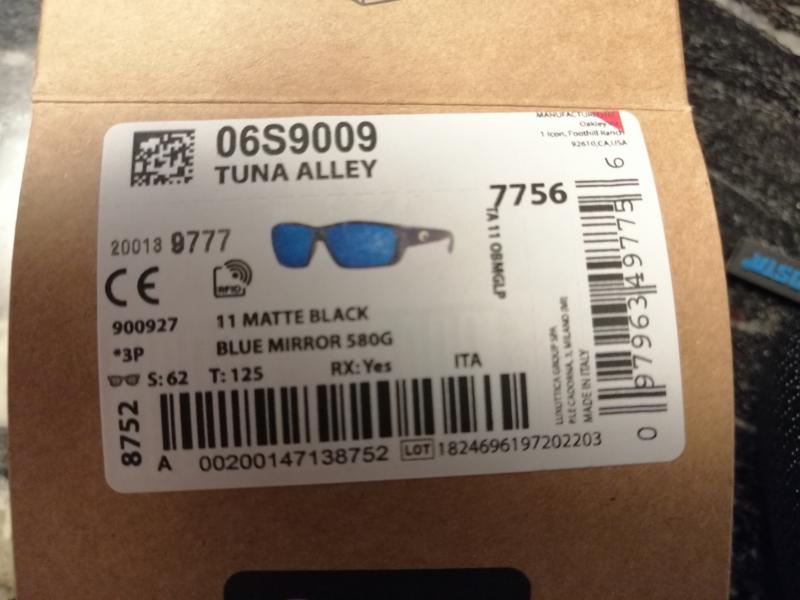 06S9009
TUNA ALLEY
MANUFACTURER
Oakley Inc.
1 Icon, Foothill Ranch
92610,CA,USA
7756
TA 11 OBMGLP
20013 9777
CE
RFID
900927
11 MATTE BLACK
*3P
BLUE MIRROR 580G
S: 62
T: 125
RX: Yes
ITA
8752
A
00200147138752
LOT
1824696197202203
LUXOTTICA GROUP SPA
P.LE CADORNA, 3, MILANO (MI)
MADE IN ITALY
0 97963 49775 6